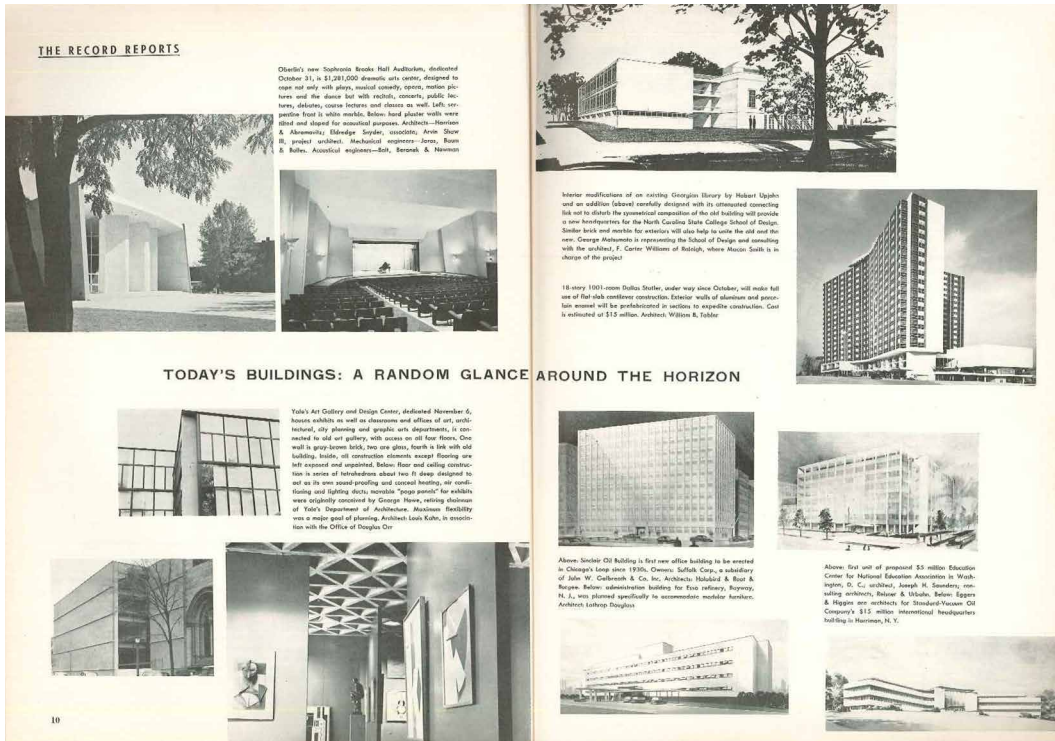 THE RECORD REPORTS
Oberlin's new Sophronia Brooks Hall Auditorium, dedicated
October 31, is $1,281,000 dramatic arts center, designed to
cope not only with plays, musical comedy, opera, motion pic-
tures and the dance but with recitals, concerts, public lec-
tures, debates, course lectures and classes as well. Left: ser-
pentine front is white marble. Below: hard plaster walls were
tilted and shaped for acoustical purposes. Architects—Harrison
& Abramovitz; Eldredge Snyder, associate; Arvin Shaw
III, project architect. Mechanical engineers—Jaros, Baum
& Bolles. Acoustical engineers—Bolt, Beranek & Newman
Interior modifications of an existing Georgian library by Hobart Upjohn
and an addition (above) carefully designed with its attenuated connecting
link not to disturb the symmetrical composition of the old building will provide
a new headquarters for the North Carolina State College School of Design.
Similar brick and marble for exteriors will also help to unite the old and the
new. George Matsumoto is representing the School of Design and consulting
with the architect, F. Carter Williams of Raleigh, where Macon Smith is in
charge of the project
18-story 1001-room Dallas Statler, under way since October, will make full
use of flat-slab cantilever construction. Exterior walls of aluminum and porce-
lain enamel will be prefabricated in sections to expedite construction. Cost
is estimated at $15 million. Architect: William B. Tabler
TODAY'S BUILDINGS: A RANDOM GLANCE AROUND THE HORIZON
Yale's Art Gallery and Design Center, dedicated November 6,
houses exhibits as well as classrooms and offices of art, archi-
tectural, city planning and graphic arts departments, is con-
nected to old art gallery, with access on all four floors. One
wall is gray-brown brick, two are glass, fourth is link with old
building. Inside, all construction elements except flooring are
left exposed and unpainted. Below: floor and ceiling construc-
tion is series of tetrahedrons about two ft deep designed to
act as its own sound-proofing and conceal heating, air condi-
tioning and lighting ducts; movable "pogo panels" for exhibits
were originally conceived by George Howe, retiring chairman
of Yale's Department of Architecture. Maximum flexibility
was a major goal of planning. Architect: Louis Kahn, in associa-
tion with the Office of Douglas Orr
Above: Sinclair Oil Building is first new office building to be erected
in Chicago's Loop since 1930s. Owners: Suffolk Corp., a subsidiary
of John W. Galbreath & Co. Inc. Architects: Holabird & Root &
Burgee. Below: administration building for Esso refinery, Bayway,
N. J., was planned specifically to accommodate modular furniture.
Architect: Lathrop Douglass
Above: first unit of proposed $5 million Education
Center for National Education Association in Wash-
ington, D. C.; architect, Joseph H. Saunders; con-
sulting architects, Reisner & Urbahn. Below: Eggers
& Higgins are architects for Standard-Vacuum Oil
Company's $15 million international headquarters
building in Harriman, N. Y.
10